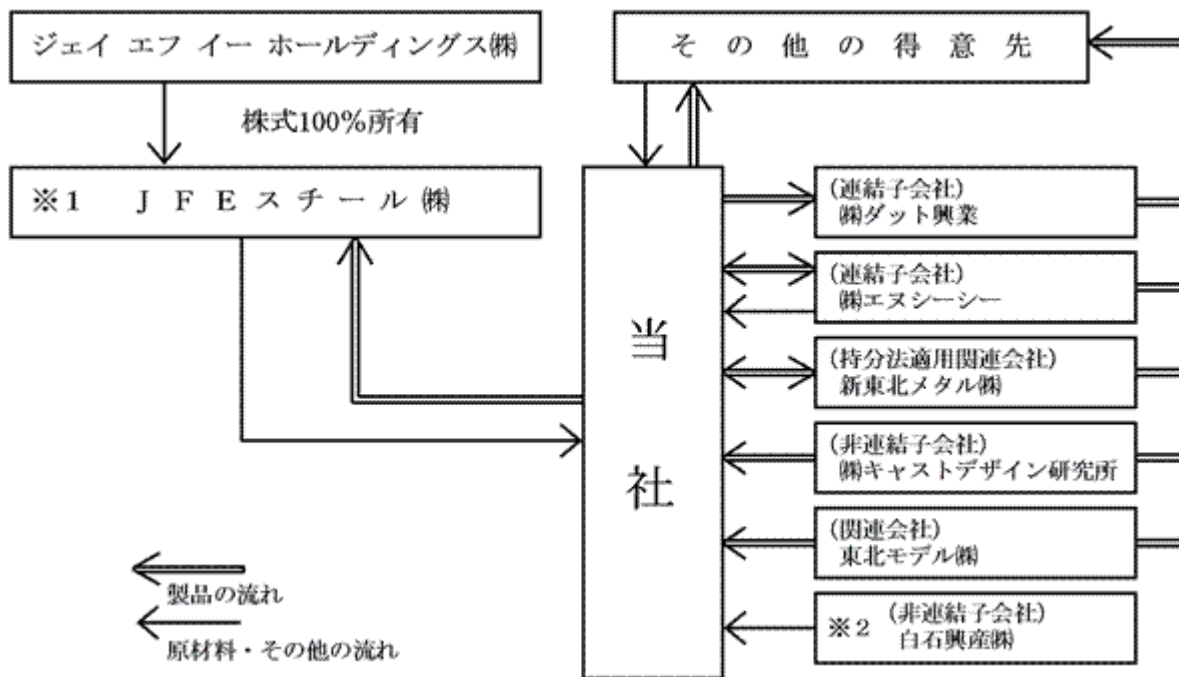 ジェイ エフ イー ホールディングス㈱
そ の 他 の 得 意 先
株式100%所有
※1 J F E スチール㈱
当社
(連結子会社)
㈱ダット興業
(連結子会社)
㈱エヌシーシー
(持分法適用関連会社)
新東北メタル㈱
(非連結子会社)
㈱キャストデザイン研究所
(関連会社)
東北モデル㈱
※2 (非連結子会社)
白石興産㈱
製品の流れ
原材料・その他の流れ